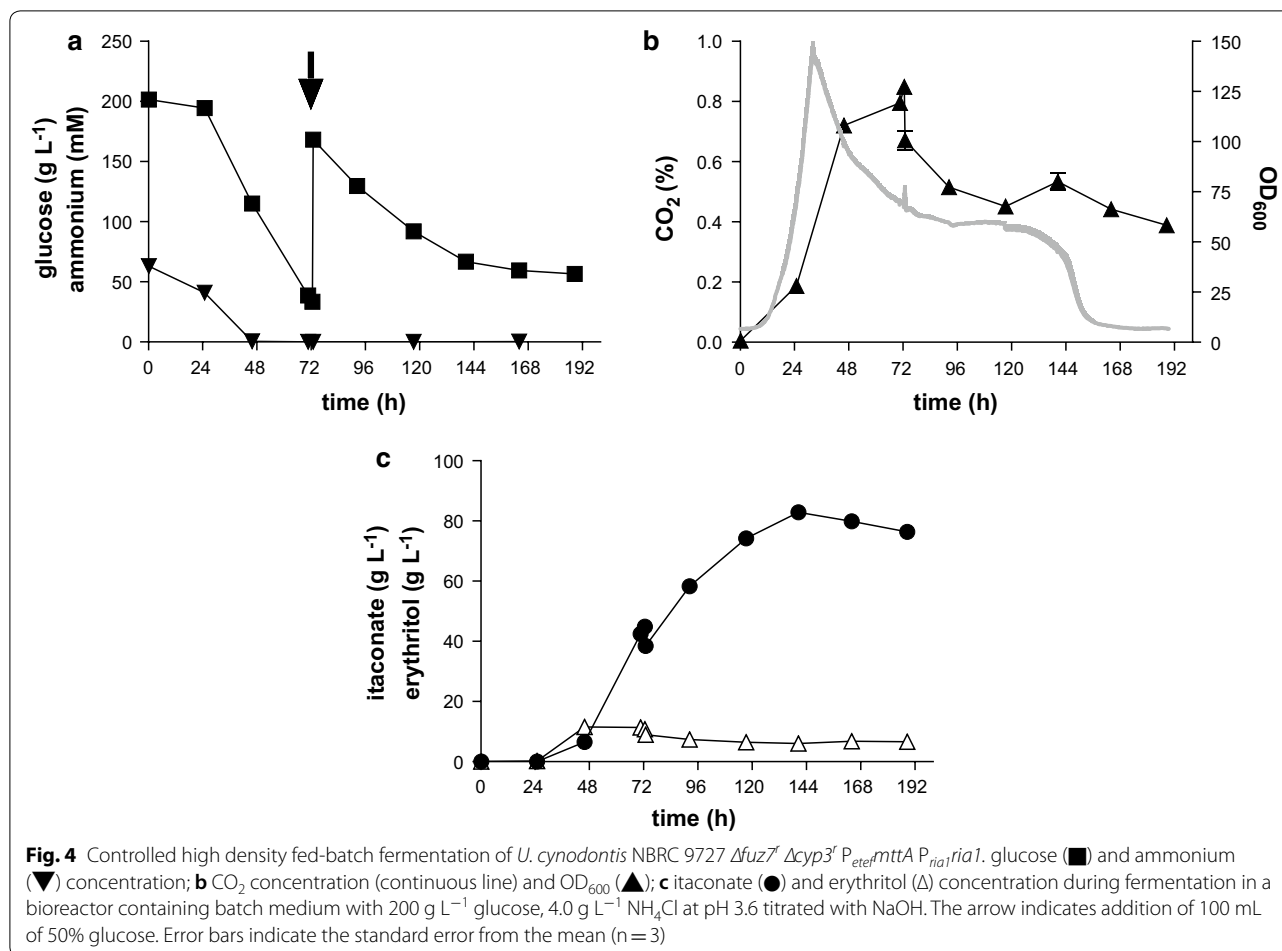 a
glucose (g L⁻¹)
ammonium (mM)
250
200
150
100
50
0
0 24 48 72 96 120 144 168 192
time (h)
b
CO₂ (%)
1.0
0.8
0.6
0.4
0.2
0.0
150
125
100
75
50
25
0
OD₆₀₀
0 24 48 72 96 120 144 168 192
time (h)
c
itaconate (g L⁻¹)
erythritol (g L⁻¹)
100
80
60
40
20
0
0 24 48 72 96 120 144 168 192
time (h)
Fig. 4 Controlled high density fed-batch fermentation of U. cynodontis NBRC 9727 Δfuz7ʳ Δcyp3ʳ P_etef mttA P_ria1 ria1. glucose (■) and ammonium
(▼) concentration; b CO₂ concentration (continuous line) and OD₆₀₀ (▲); c itaconate (●) and erythritol (Δ) concentration during fermentation in a
bioreactor containing batch medium with 200 g L⁻¹ glucose, 4.0 g L⁻¹ NH₄Cl at pH 3.6 titrated with NaOH. The arrow indicates addition of 100 mL
of 50% glucose. Error bars indicate the standard error from the mean (n = 3)